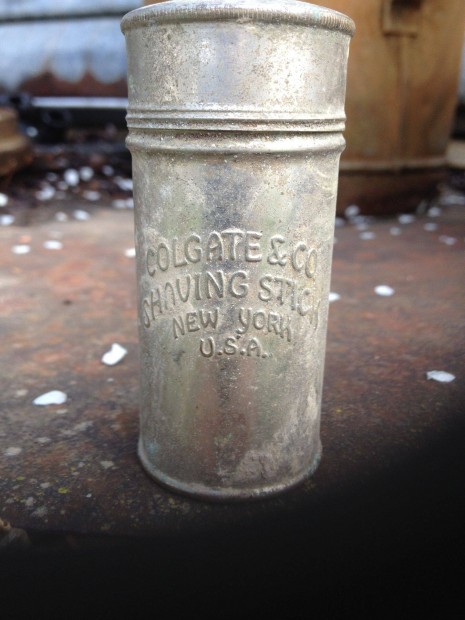 COLGATE & CO.
SHAVING STICK
NEW YORK
U.S.A.